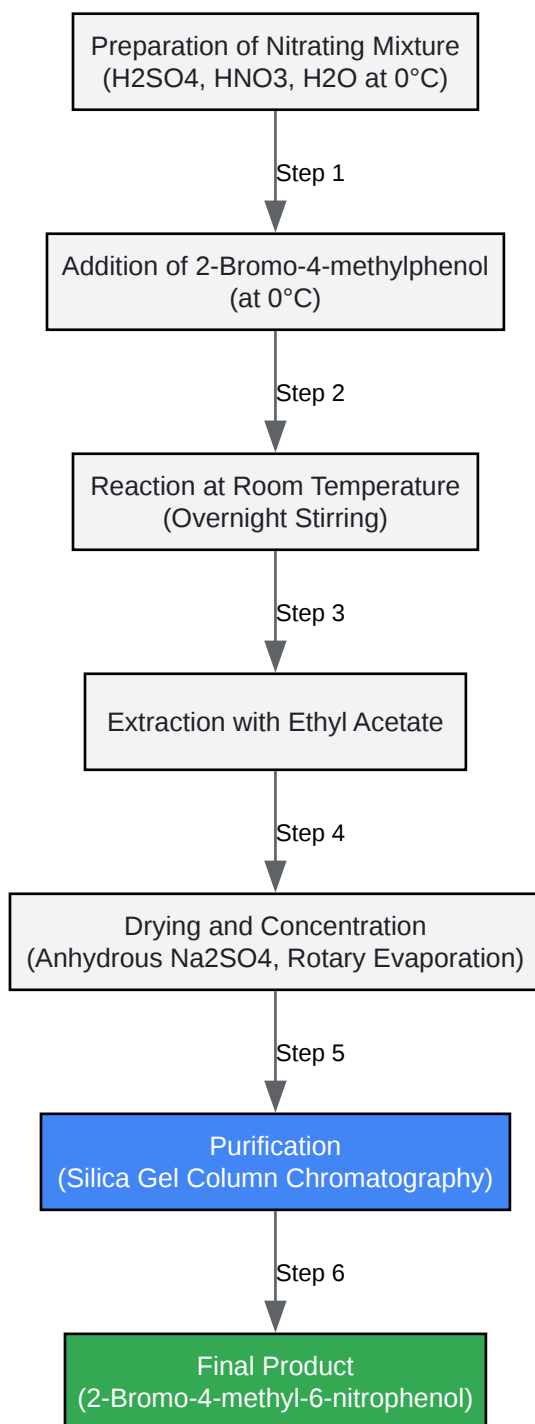 Preparation of Nitrating Mixture
(H2SO4, HNO3, H2O at 0°C)
Step 1
Addition of 2-Bromo-4-methylphenol
(at 0°C)
Step 2
Reaction at Room Temperature
(Overnight Stirring)
Step 3
Extraction with Ethyl Acetate
Step 4
Drying and Concentration
(Anhydrous Na2SO4, Rotary Evaporation)
Step 5
Purification
(Silica Gel Column Chromatography)
Step 6
Final Product
(2-Bromo-4-methyl-6-nitrophenol)